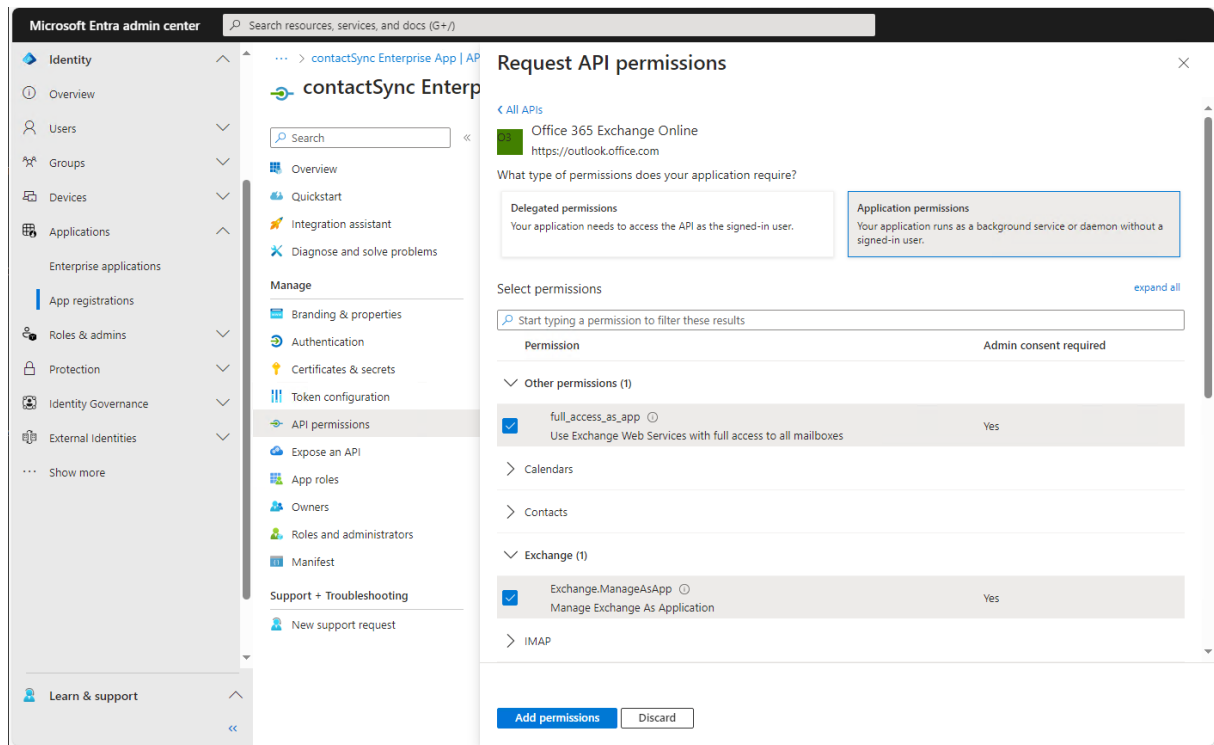 Microsoft Entra admin center
Search resources, services, and docs (G+/)
Identity
Overview
Users
Groups
Devices
Applications
Enterprise applications
App registrations
Roles & admins
Protection
Identity Governance
External Identities
Show more
Learn & support
··· > contactSync Enterprise App | AP
contactSync Enterp
Search
Overview
Quickstart
Integration assistant
Diagnose and solve problems
Manage
Branding & properties
Authentication
Certificates & secrets
Token configuration
API permissions
Expose an API
App roles
Owners
Roles and administrators
Manifest
Support + Troubleshooting
New support request
Request API permissions
All APIs
O3
Office 365 Exchange Online
https://outlook.office.com
What type of permissions does your application require?
Delegated permissions
Your application needs to access the API as the signed-in user.
Application permissions
Your application runs as a background service or daemon without a
signed-in user.
Select permissions
expand all
Start typing a permission to filter these results
Permission
Admin consent required
Other permissions (1)
full_access_as_app
Use Exchange Web Services with full access to all mailboxes
Yes
Calendars
Contacts
Exchange (1)
Exchange.ManageAsApp
Manage Exchange As Application
Yes
IMAP
Add permissions
Discard